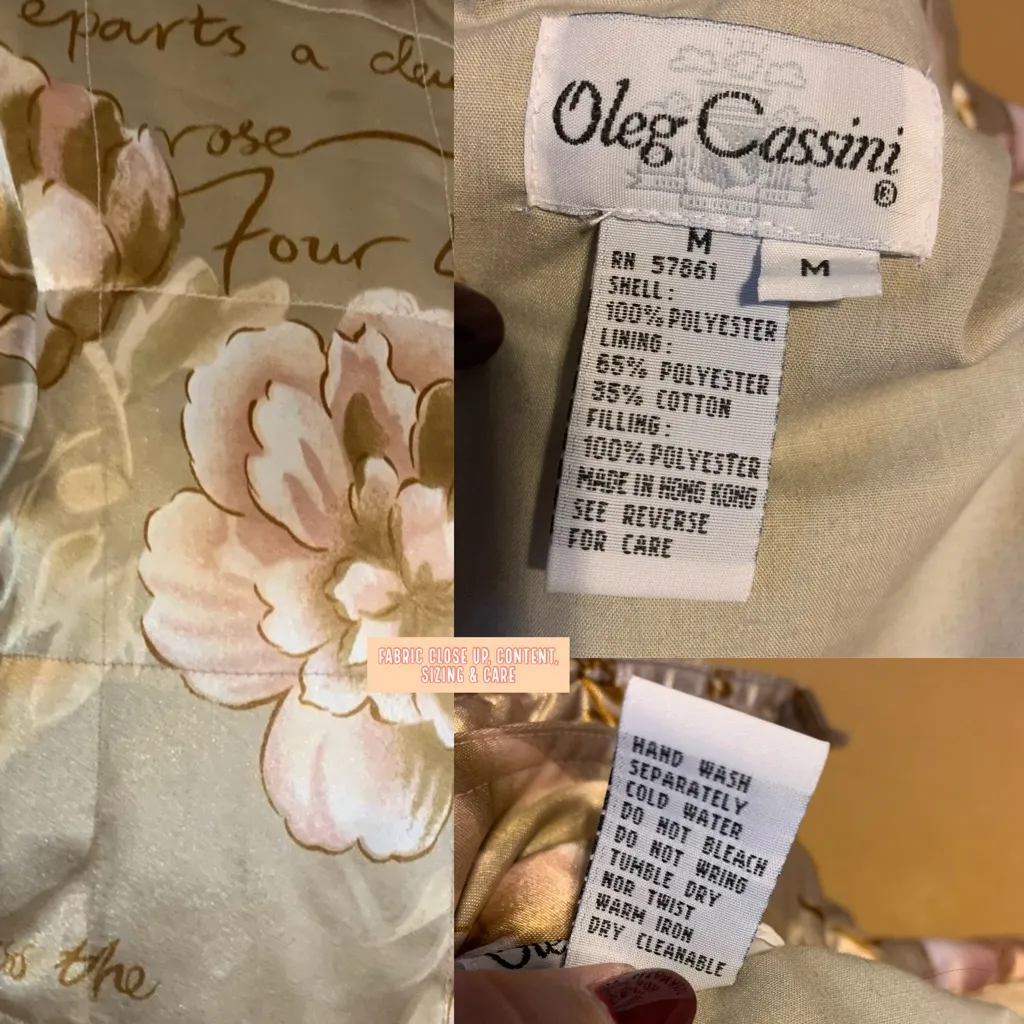 eparts a
rose
Four
the
Oleg Cassini
®
M
M
RN 57861
SHELL:
100% POLYESTER
LINING:
65% POLYESTER
35% COTTON
FILLING:
100% POLYESTER
MADE IN HONG KONG
SEE REVERSE
FOR CARE
FABRIC CLOSE UP, CONTENT,
SIZING & CARE
HAND WASH
SEPARATELY
COLD WATER
DO NOT BLEACH
DO NOT WRING
TUMBLE DRY
NOR TWIST
WARM IRON
DRY CLEANABLE